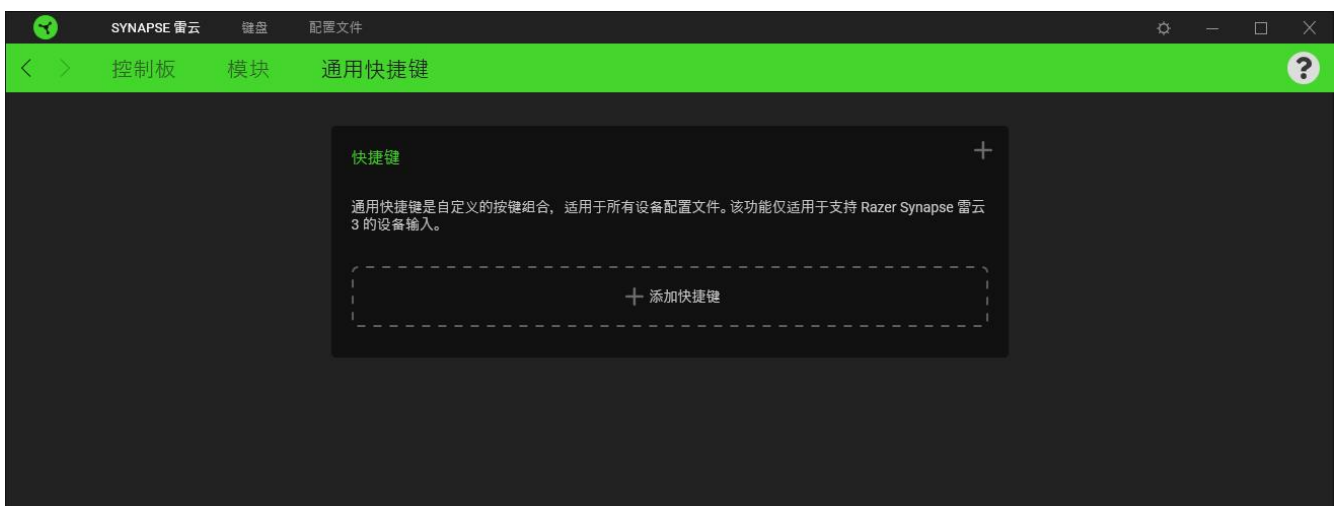 SYNAPSE 雷云 键盘 配置文件
控制板 模块 通用快捷键 ?
快捷键
通用快捷键是自定义的按键组合，适用于所有设备配置文件。该功能仅适用于支持 Razer Synapse 雷云
3 的设备输入。
添加快捷键